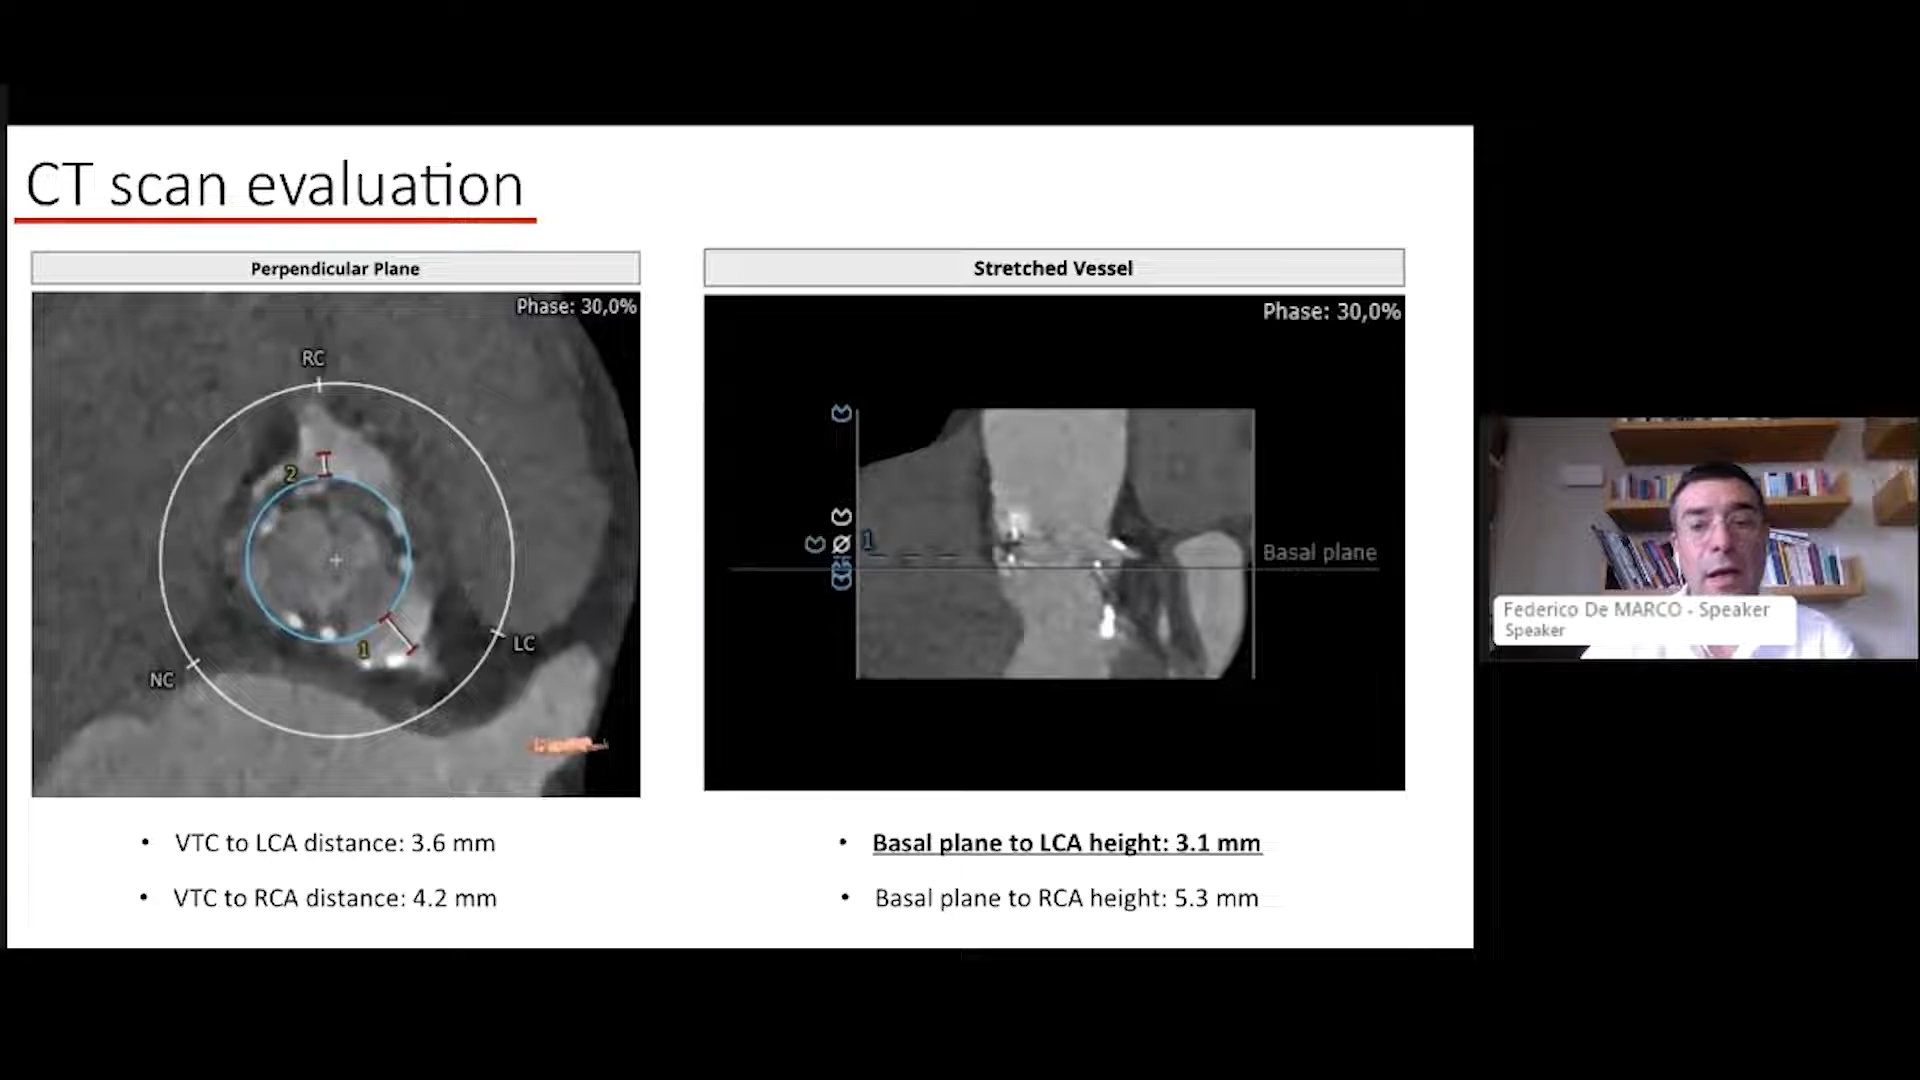 CT scan evaluation
Perpendicular Plane
Phase: 30,0%
RC
2
1
LC
NC
Stretched Vessel
Phase: 30,0%
1
Basal plane
• VTC to LCA distance: 3.6 mm
• VTC to RCA distance: 4.2 mm
• Basal plane to LCA height: 3.1 mm
• Basal plane to RCA height: 5.3 mm
Federico De MARCO - Speaker
Speaker